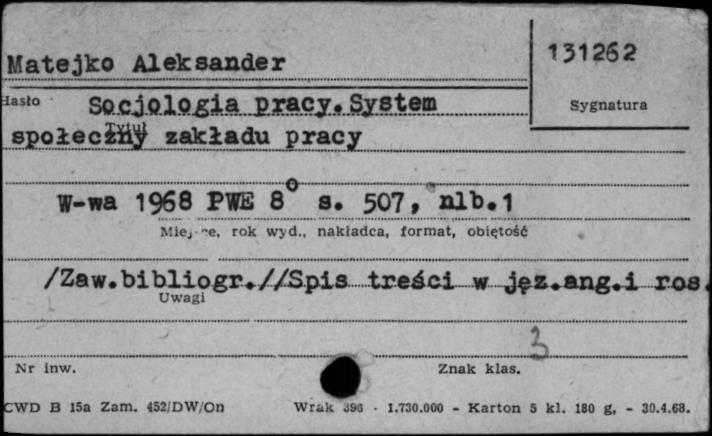 Matejko Aleksander
131262
Hasło
Socjologia pracy. System
Sygnatura
Tytuł
społeczny zakładu pracy
W-wa 1968 PWE 8° s. 507, nlb.1
Miejsce, rok wyd., nakładca, format, objętość
/Zaw.bibliogr.//Spis treści w jęz.ang.i ros.
Uwagi
3
Nr inw.
Znak klas.
CWD B 15a Zam. 452/DW/On
Wrak 396 - 1.730.000 - Karton 5 kl. 180 g, - 30.4.68.